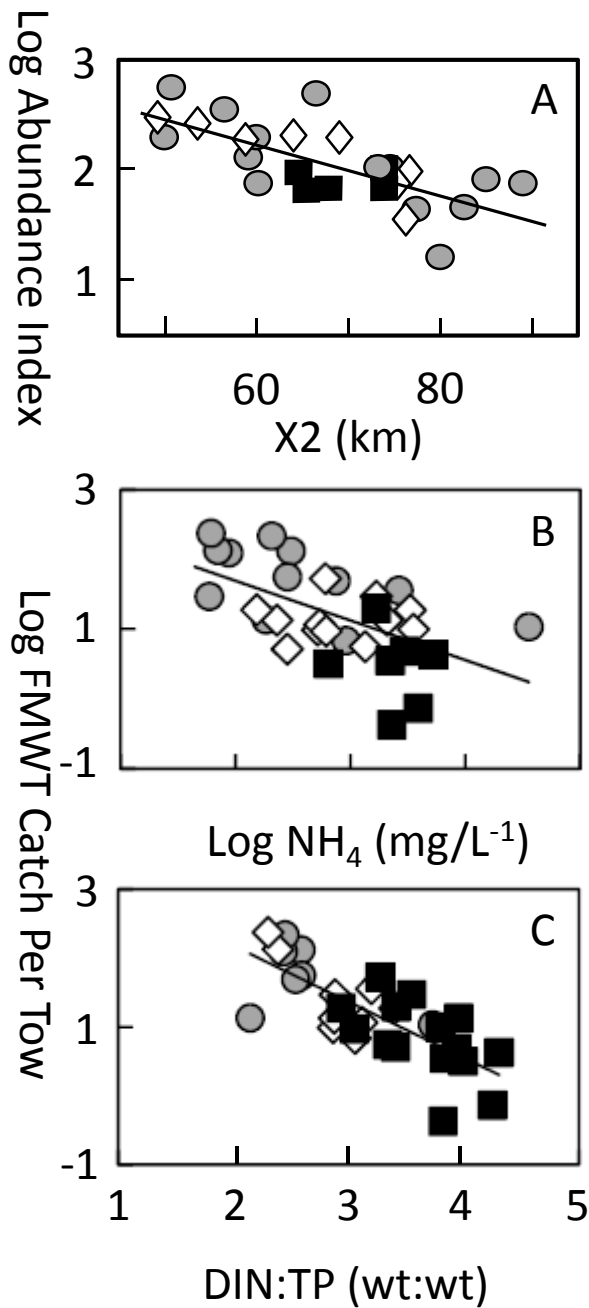 Log Abundance Index
3
2
1
A
60 80
X2 (km)
Log FMWT Catch Per Tow
3
1
-1
B
Log NH₄ (mg/L⁻¹)
3
1
-1
C
1 2 3 4 5
DIN:TP (wt:wt)